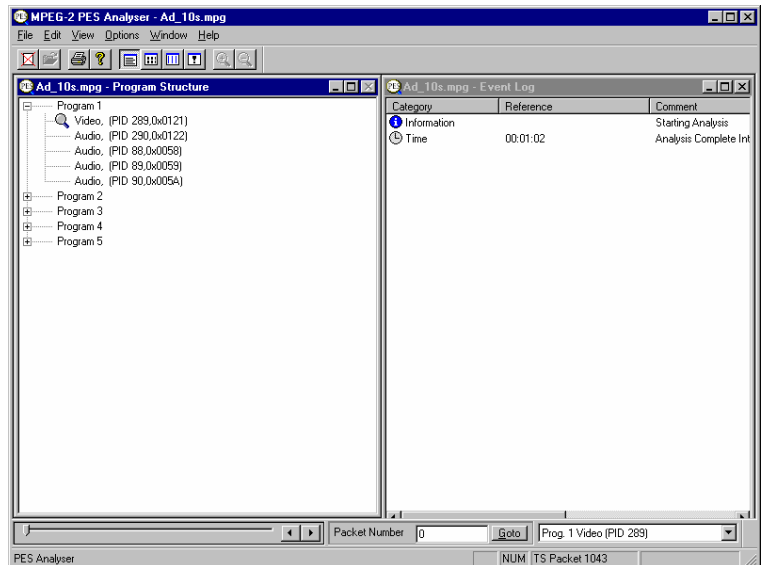 MPEG-2 PES Analyser - Ad_10s.mpg
File Edit View Options Window Help
Ad_10s.mpg - Program Structure
Program 1
Video, (PID 289,0x0121)
Audio, (PID 290,0x0122)
Audio, (PID 88,0x0058)
Audio, (PID 89,0x0059)
Audio, (PID 90,0x005A)
Program 2
Program 3
Program 4
Program 5
Ad_10s.mpg - Event Log
Category Reference Comment
Information Starting Analysis
Time 00:01:02 Analysis Complete Int
Packet Number 0 Goto Prog. 1 Video (PID 289)
PES Analyser NUM TS Packet 1043